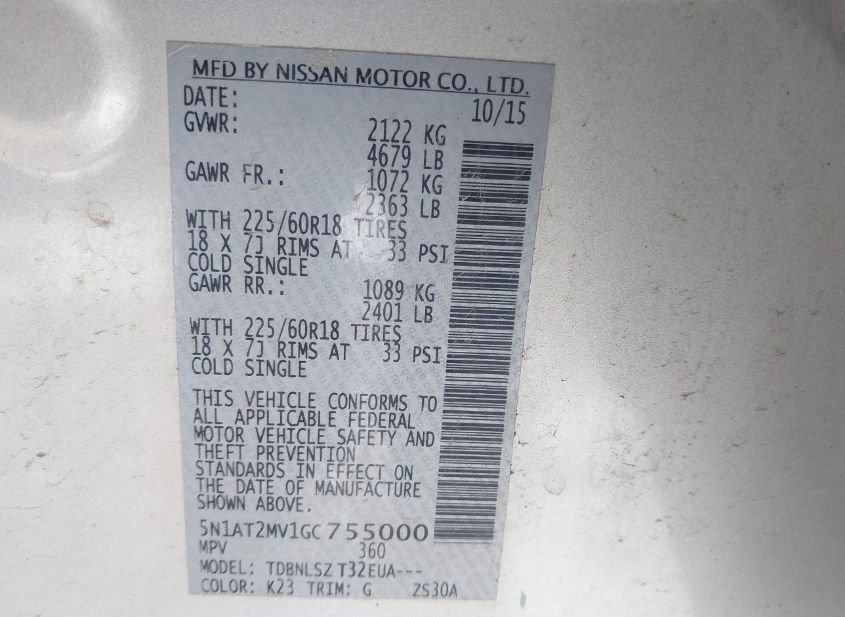 MFD BY NISSAN MOTOR CO., LTD.
DATE: 10/15
GVWR: 2122 KG
4679 LB
GAWR FR.: 1072 KG
2363 LB
WITH 225/60R18 TIRES
18 X 7J RIMS AT 33 PSI
COLD SINGLE
GAWR RR.: 1089 KG
2401 LB
WITH 225/60R18 TIRES
18 X 7J RIMS AT 33 PSI
COLD SINGLE
THIS VEHICLE CONFORMS TO
ALL APPLICABLE FEDERAL
MOTOR VEHICLE SAFETY AND
THEFT PREVENTION
STANDARDS IN EFFECT ON
THE DATE OF MANUFACTURE
SHOWN ABOVE.
5N1AT2MV1GC755000
MPV 360
MODEL: TDBNLSZ T32EUA---
COLOR: K23 TRIM: G ZS30A